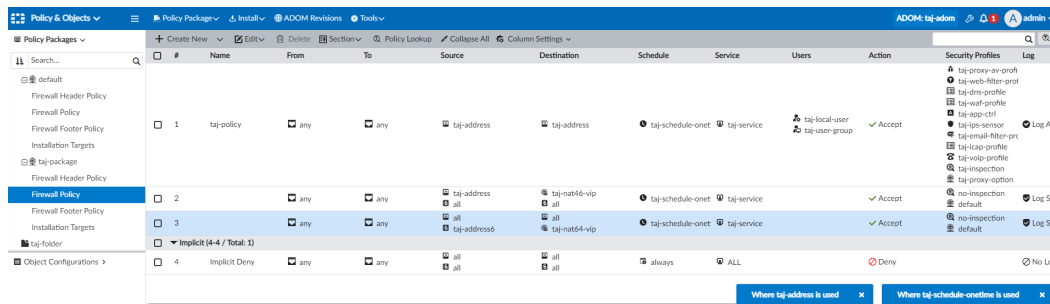 Policy & Objects
Policy Package Install ADOM Revisions Tools
ADOM: taj-adom 1 A admin
Policy Packages
Create New Edit Delete Section Policy Lookup Collapse All Column Settings
Search...
# Name From To Source Destination Schedule Service Users Action Security Profiles Log
default
Firewall Header Policy
Firewall Policy
Firewall Footer Policy
Installation Targets
taj-package
Firewall Header Policy
Firewall Policy
Firewall Footer Policy
Installation Targets
taj-folder
Object Configurations >
1 taj-policy any any taj-address taj-address taj-schedule-onet taj-service
taj-local-user
taj-user-group
Accept
taj-proxy-av-profi
taj-web-filter-prof
taj-dns-profile
taj-waf-profile
taj-app-ctrl
taj-ips-sensor
taj-email-filter-prc
taj-icap-profile
taj-voip-profile
taj-inspection
taj-proxy-option
Log A
2 any any
taj-address
all
taj-nat46-vip
all
taj-schedule-onet taj-service Accept
no-inspection
default
Log S
3 any any
all
taj-address6
all
taj-nat64-vip
taj-schedule-onet taj-service Accept
no-inspection
default
Log S
Implicit (4-4 / Total: 1)
4 Implicit Deny any any
all
all
all
all
always ALL Deny No Lo
Where taj-address is used x
Where taj-schedule-onetime is used x